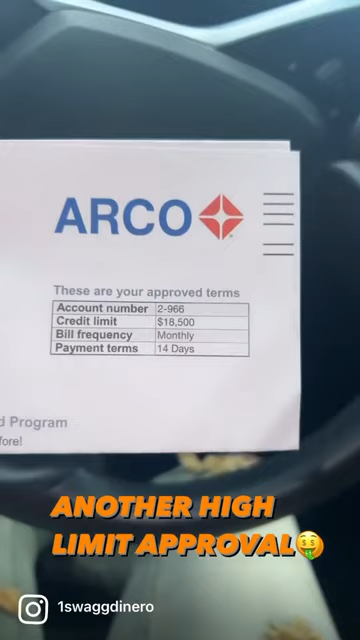 ARCO
These are your approved terms
Account number 2-966
Credit limit $18,500
Bill frequency Monthly
Payment terms 14 Days
d Program
fore!
ANOTHER HIGH
LIMIT APPROVAL🤑
1swaggdinero